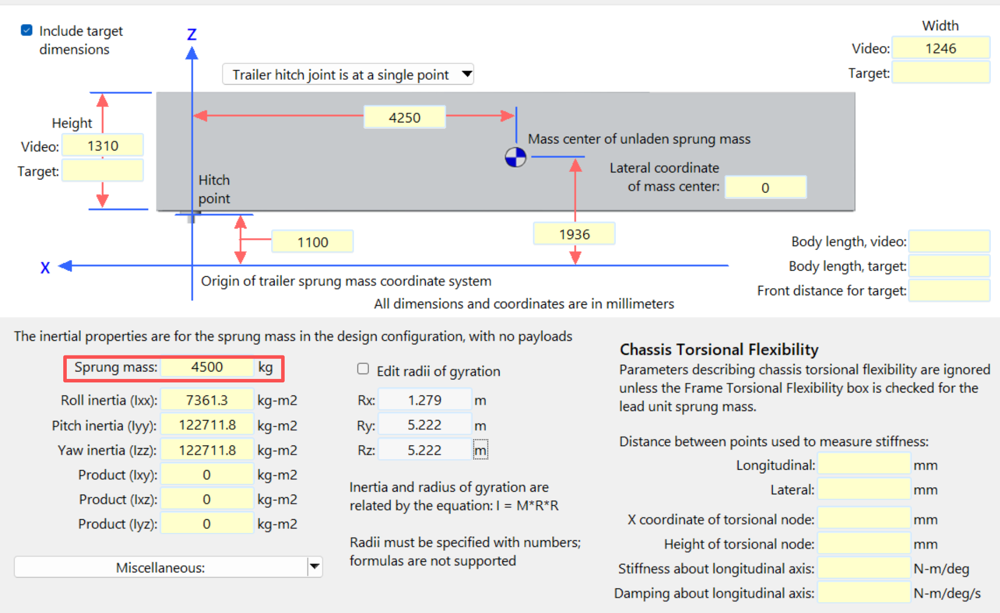 Include target
dimensions
Z
Width
Video: 1246
Target:
Trailer hitch joint is at a single point
4250
Height
Video: 1310
Target:
Mass center of unladen sprung mass
Lateral coordinate
of mass center: 0
Hitch
point
1100
1936
X
Origin of trailer sprung mass coordinate system
All dimensions and coordinates are in millimeters
Body length, video:
Body length, target:
Front distance for target:
The inertial properties are for the sprung mass in the design configuration, with no payloads
Sprung mass: 4500 kg
Roll inertia (Ixx): 7361.3 kg-m2
Pitch inertia (Iyy): 122711.8 kg-m2
Yaw inertia (Izz): 122711.8 kg-m2
Product (Ixy): 0 kg-m2
Product (Ixz): 0 kg-m2
Product (Iyz): 0 kg-m2
Miscellaneous:
Edit radii of gyration
Rx: 1.279 m
Ry: 5.222 m
Rz: 5.222 m
Inertia and radius of gyration are
related by the equation: I = M*R*R
Radii must be specified with numbers;
formulas are not supported
Chassis Torsional Flexibility
Parameters describing chassis torsional flexibility are ignored
unless the Frame Torsional Flexibility box is checked for the
lead unit sprung mass.
Distance between points used to measure stiffness:
Longitudinal: mm
Lateral: mm
X coordinate of torsional node: mm
Height of torsional node: mm
Stiffness about longitudinal axis: N-m/deg
Damping about longitudinal axis: N-m/deg/s